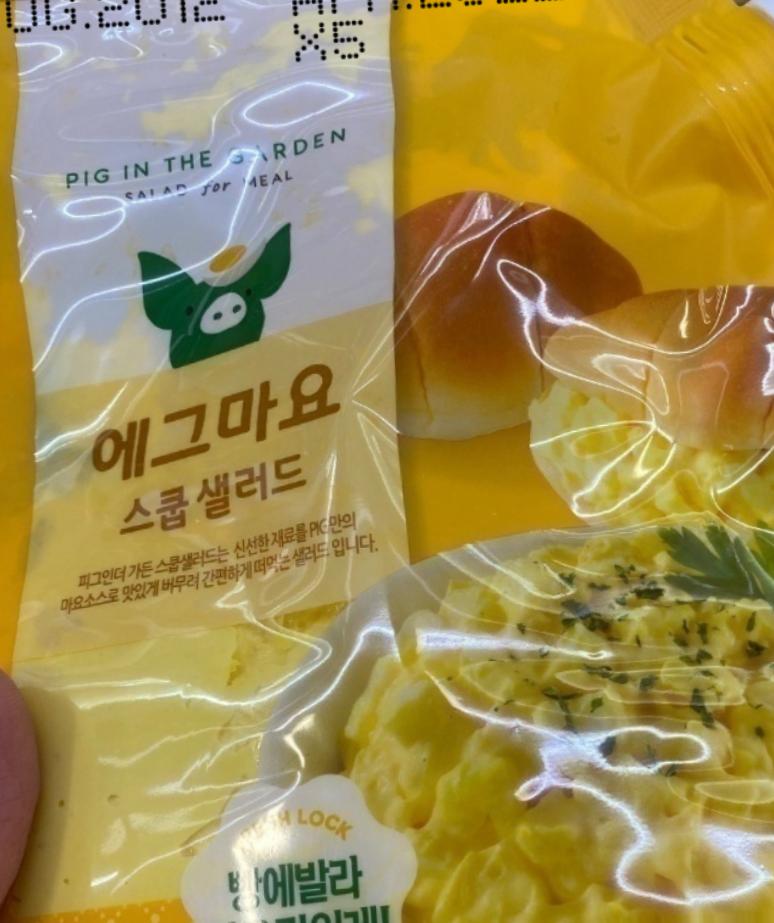 X5
PIG IN THE GARDEN
SALAD for MEAL
에그마요
스쿱 샐러드
피그인더 가든 스쿱샐러드는 신선한 재료를 PIG만의
마요소스로 맛있게 버무려 간편하게 떠먹는 샐러드 입니다.
LOCK
빵에발라